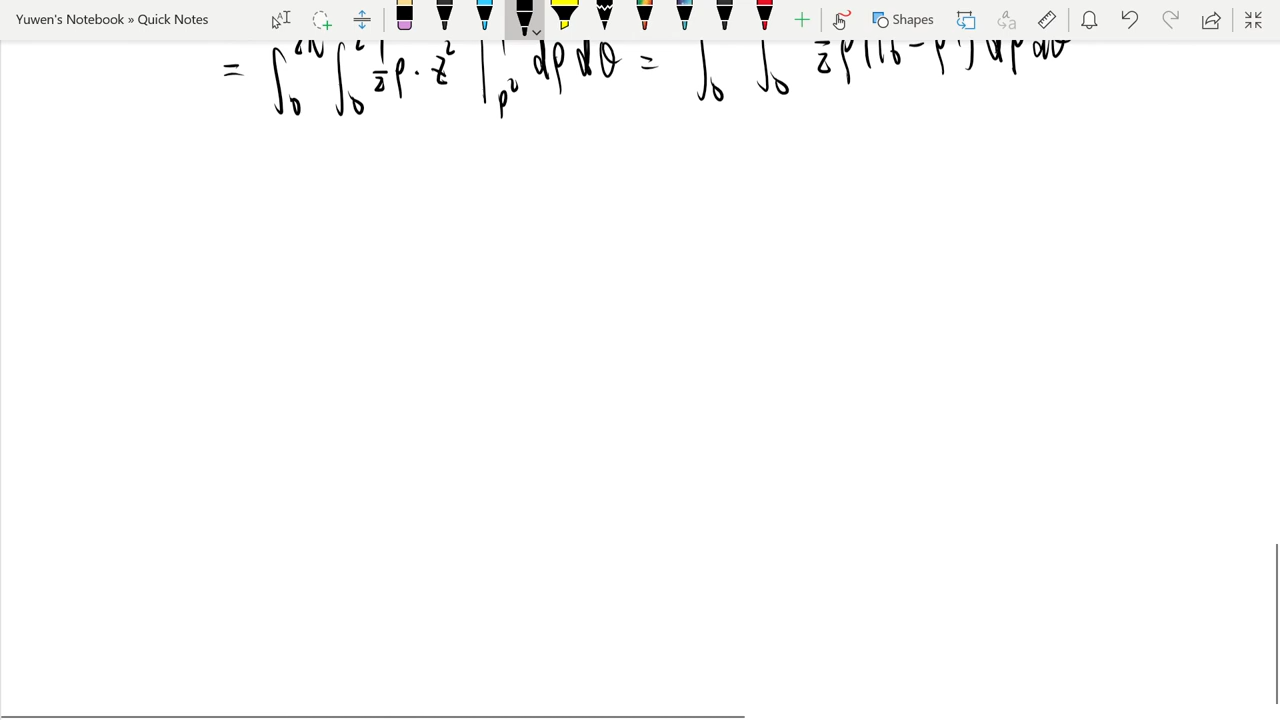 Yuwen's Notebook » Quick Notes Shapes
= ∫₀^{2π} ∫₀^{2} ½ρ · z² |_{ρ²} dρ dθ = ∫₀ ∫₀ ½ρ(16 − ρ⁴) dρ dθ